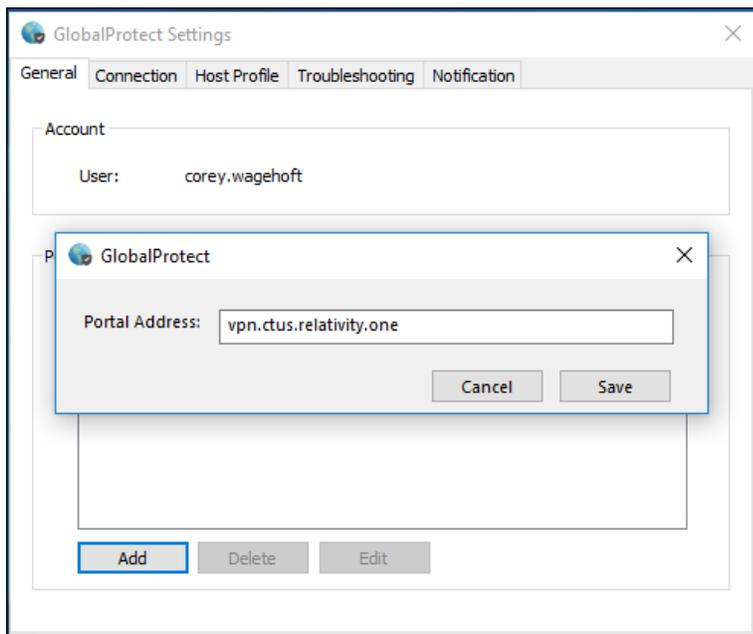 GlobalProtect Settings
General Connection Host Profile Troubleshooting Notification
Account
User: corey.wagehoft
GlobalProtect
Portal Address: vpn.ctus.relativity.one
Cancel Save
Add Delete Edit